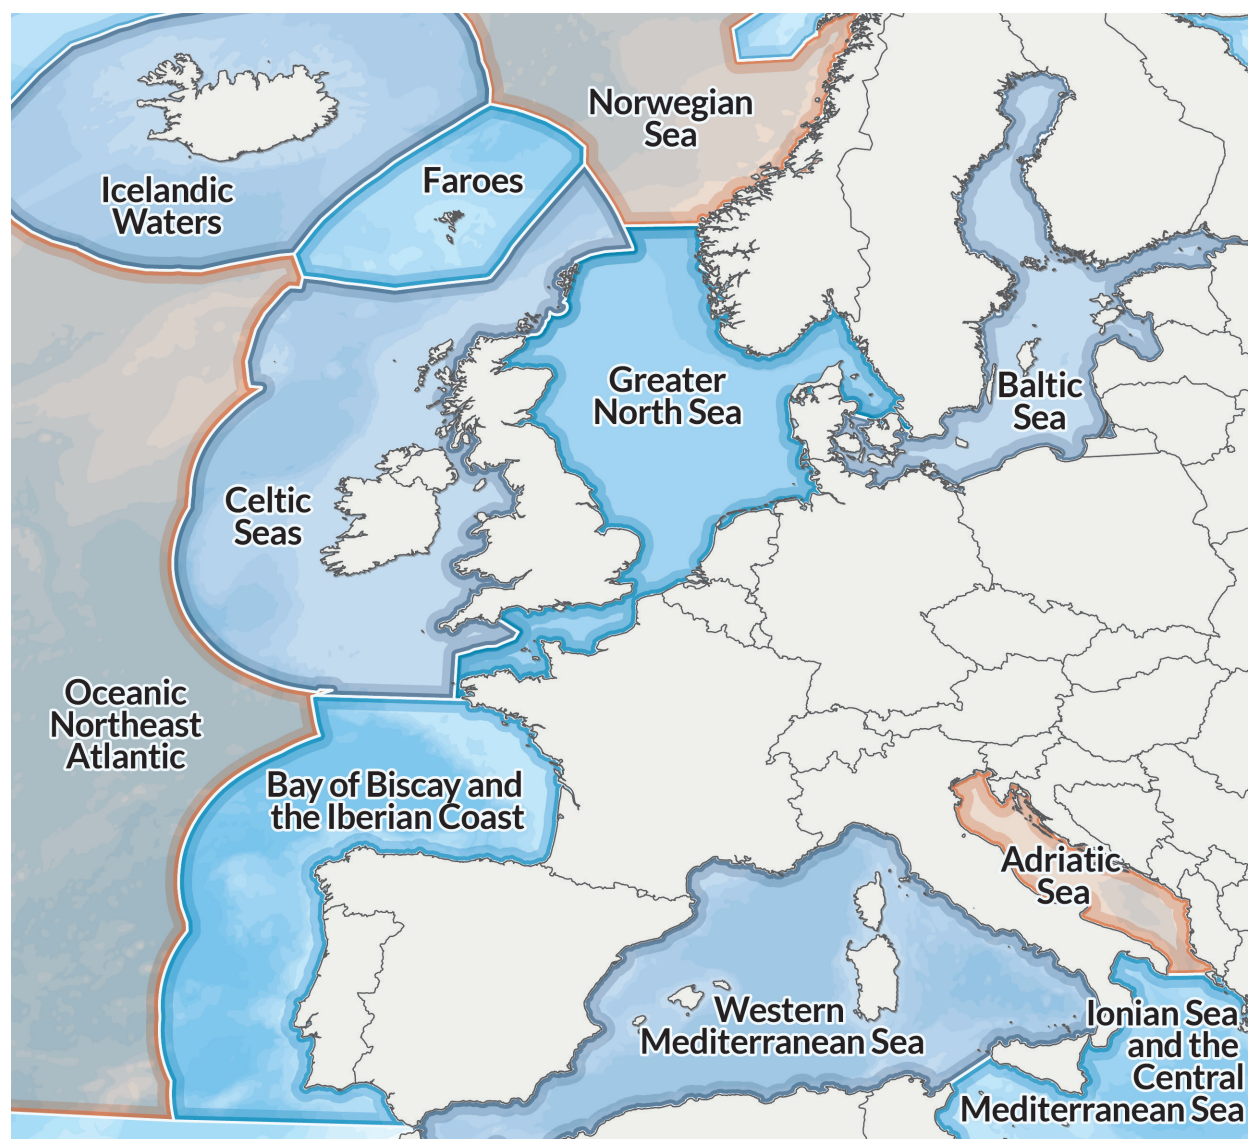 Norwegian
Sea
Icelandic
Waters
Faroes
Greater
North Sea
Baltic
Sea
Celtic
Seas
Oceanic
Northeast
Atlantic
Bay of Biscay and
the Iberian Coast
Adriatic
Sea
Western
Mediterranean Sea
Ionian Sea
and the
Central
Mediterranean Sea